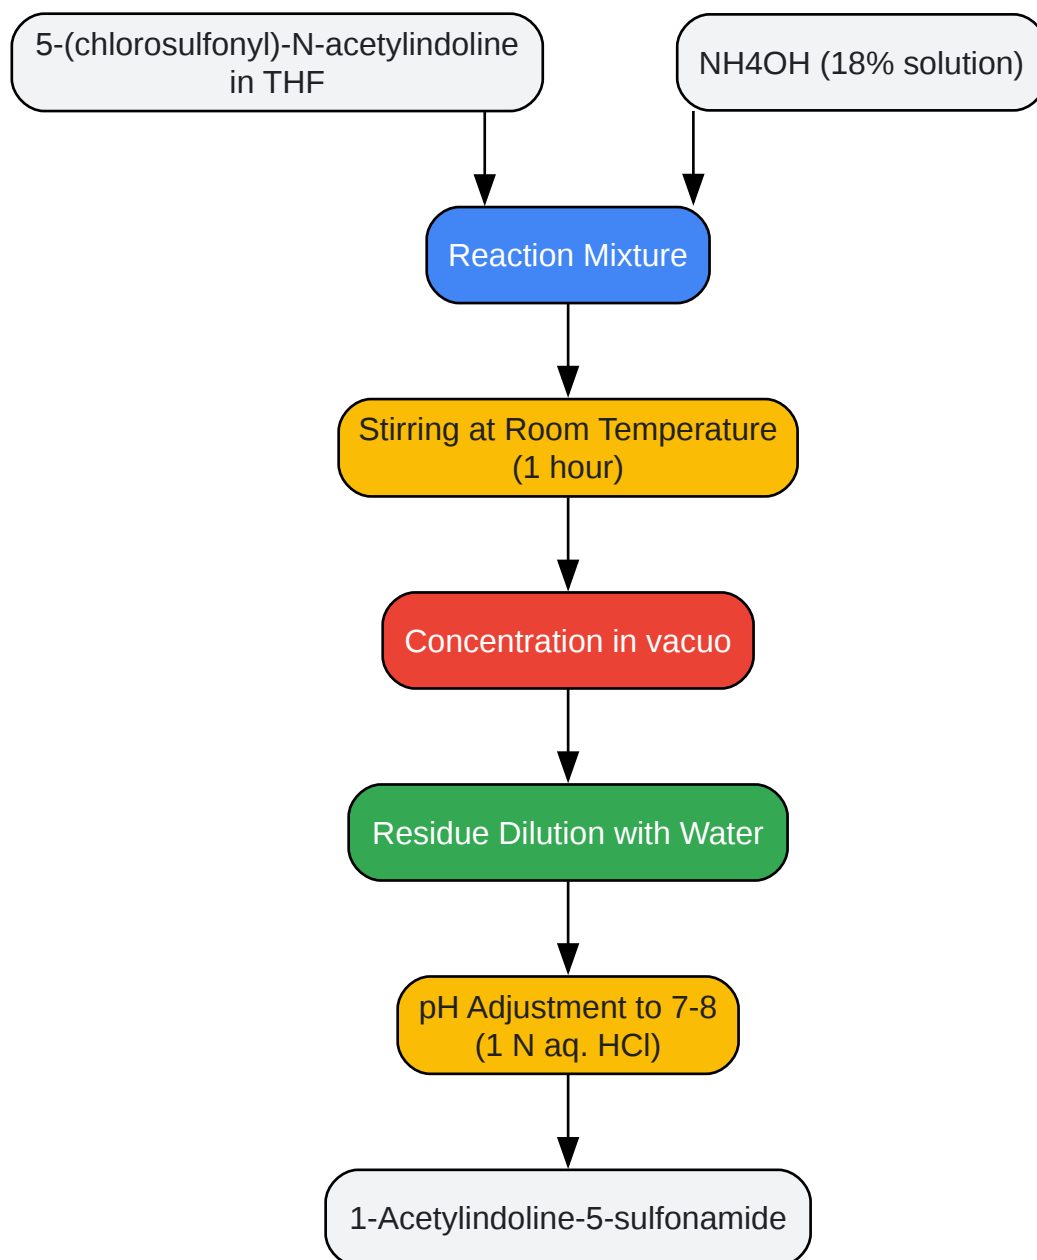 5-(chlorosulfonyl)-N-acetylindoline
in THF
NH4OH (18% solution)
Reaction Mixture
Stirring at Room Temperature
(1 hour)
Concentration in vacuo
Residue Dilution with Water
pH Adjustment to 7-8
(1 N aq. HCl)
1-Acetylindoline-5-sulfonamide